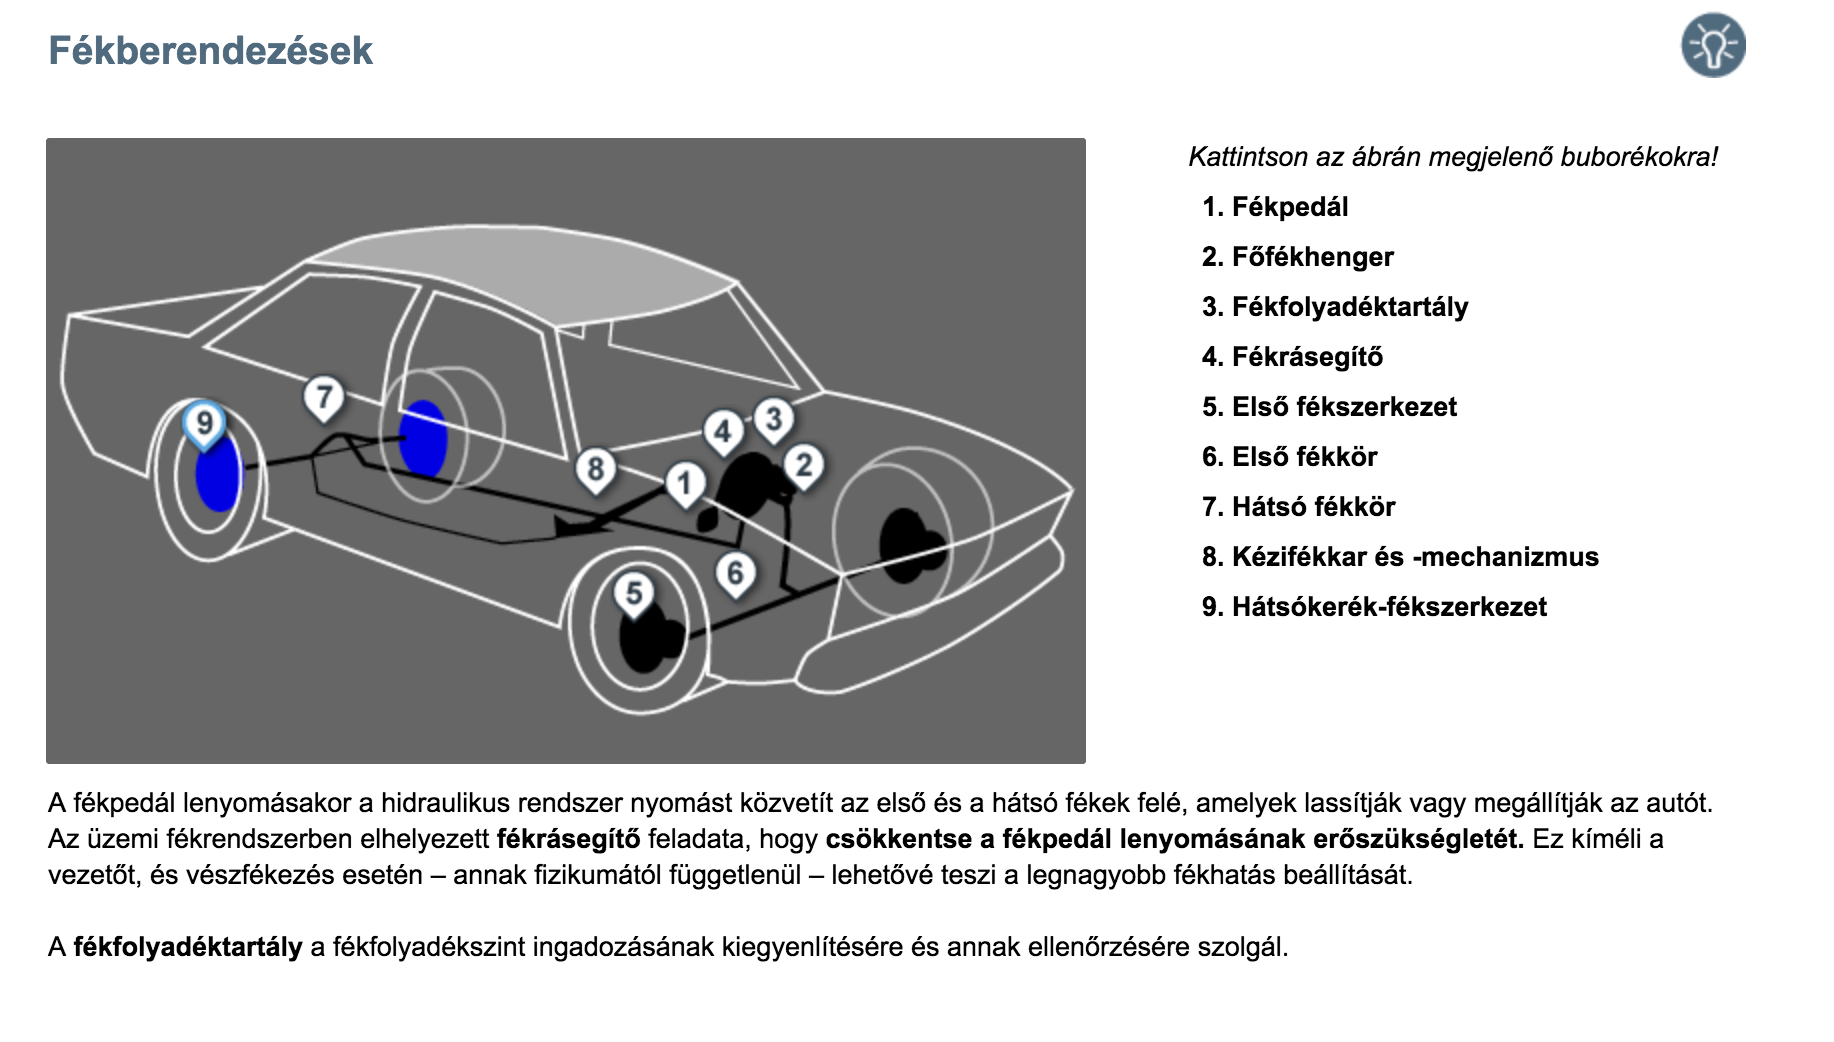 Fékberendezések
Kattintson az ábrán megjelenő buborékokra!
1. Fékpedál
2. Főfékhenger
3. Fékfolyadéktartály
4. Fékrásegítő
5. Első fékszerkezet
6. Első fékkör
7. Hátsó fékkör
8. Kézifékkar és -mechanizmus
9. Hátsókerék-fékszerkezet
7
9
3
4
2
8
1
6
5
A fékpedál lenyomásakor a hidraulikus rendszer nyomást közvetít az első és a hátsó fékek felé, amelyek lassítják vagy megállítják az autót.
Az üzemi fékrendszerben elhelyezett fékrásegítő feladata, hogy csökkentse a fékpedál lenyomásának erőszükségletét. Ez kíméli a
vezetőt, és vészfékezés esetén – annak fizikumától függetlenül – lehetővé teszi a legnagyobb fékhatás beállítását.
A fékfolyadéktartály a fékfolyadékszint ingadozásának kiegyenlítésére és annak ellenőrzésére szolgál.